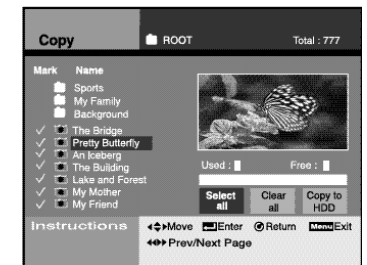 Copy ROOT Total : 777
Mark Name
Sports
My Family
Background
The Bridge
Pretty Butterfly
An Iceberg
The Building
Lake and Forest
My Mother
My Friend
Used : Free :
Select all Clear all Copy to HDD
Instructions Move Enter Return Menu Exit
Prev/Next Page